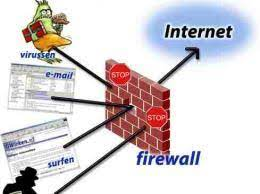 Internet
virussen
e-mail
STOP
STOP
surfen
firewall